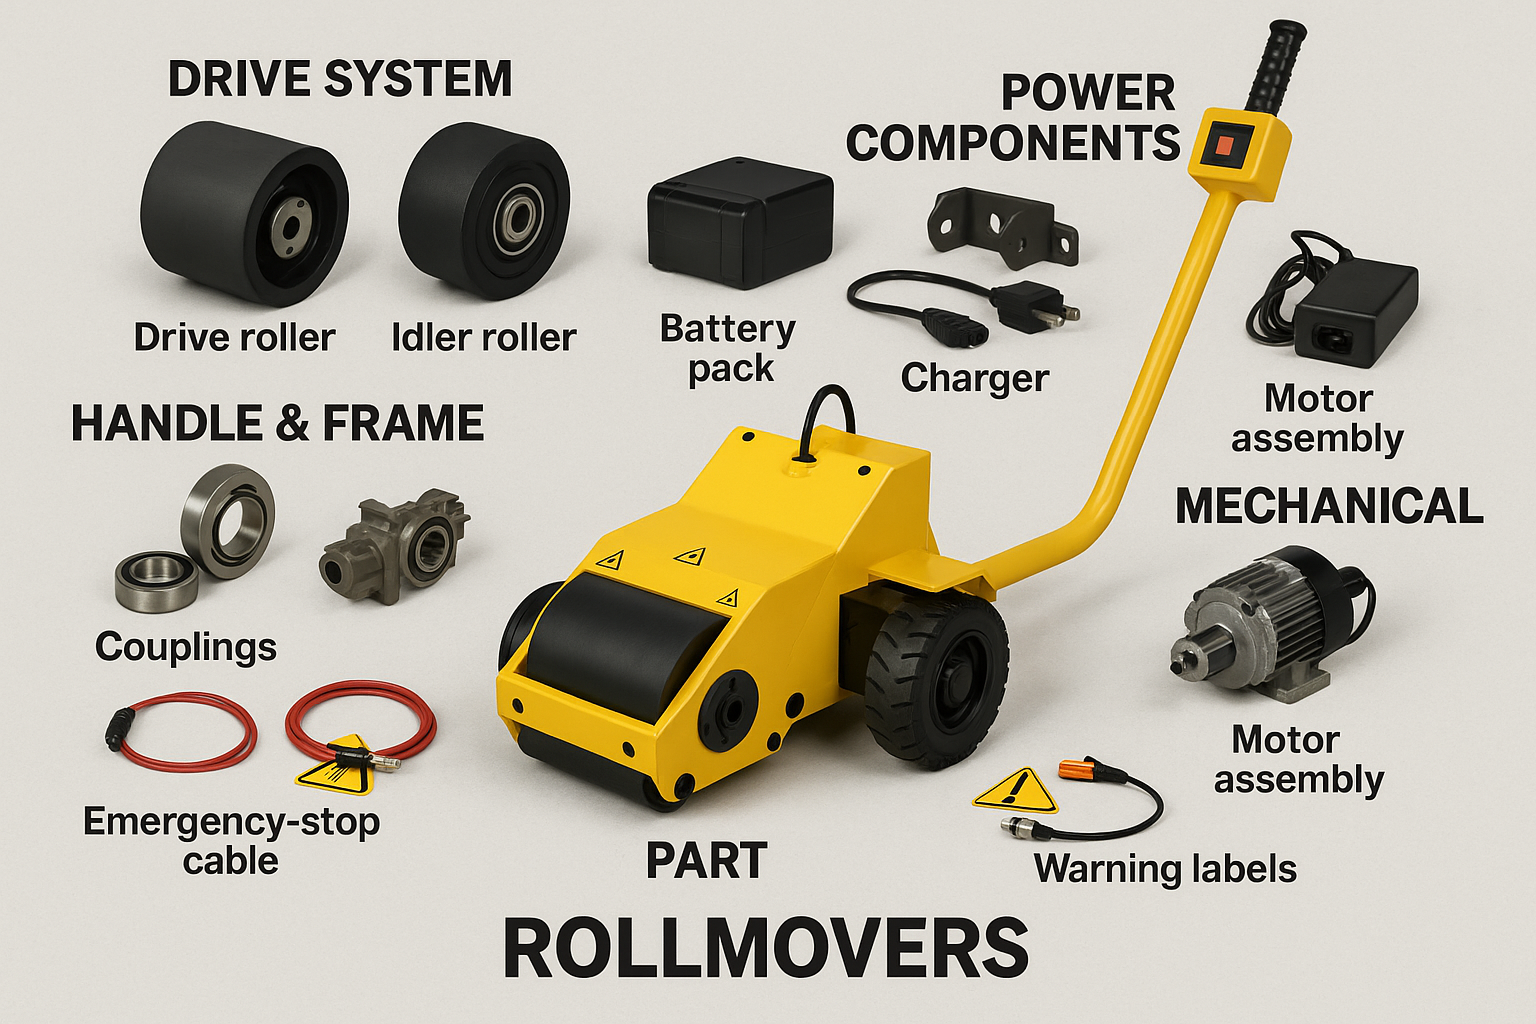 DRIVE SYSTEM
Drive roller
Idler roller
Battery
pack
POWER
COMPONENTS
Charger
Motor
assembly
HANDLE & FRAME
Couplings
Emergency-stop
cable
MECHANICAL
Motor
assembly
Warning labels
PART
ROLLMOVERS